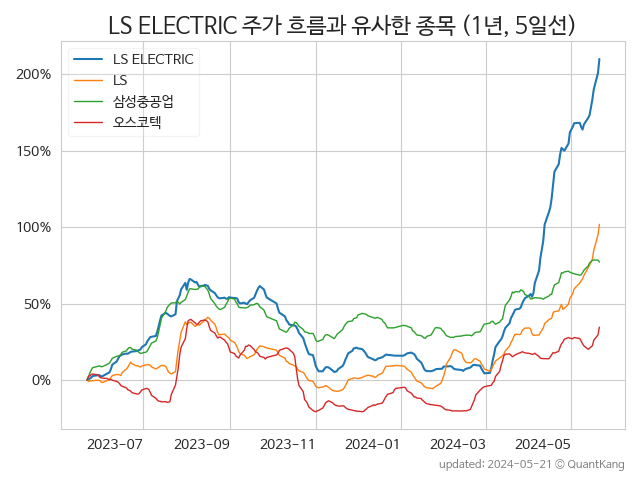 LS ELECTRIC 주가 흐름과 유사한 종목 (1년, 5일선)
LS ELECTRIC
LS
삼성중공업
오스코텍
200%
150%
100%
50%
0%
2023-07 2023-09 2023-11 2024-01 2024-03 2024-05
updated: 2024-05-21 © QuantKang